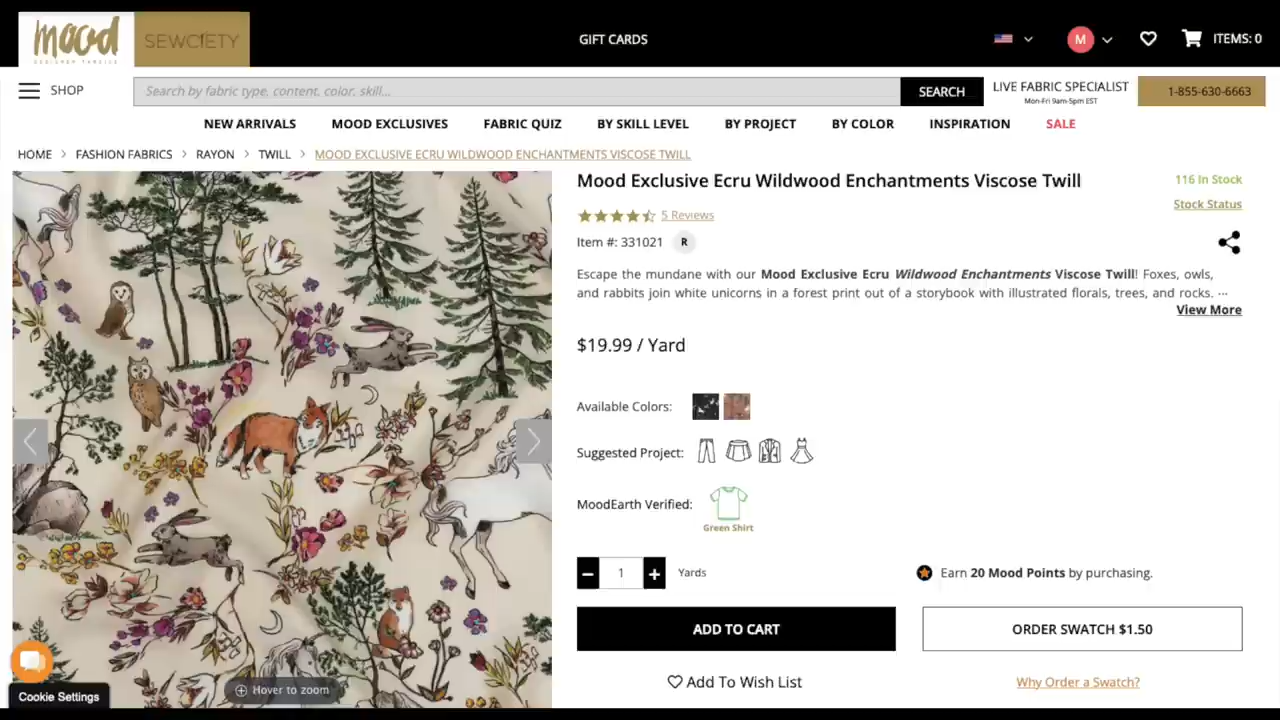 mood
DESIGNER FABRICS
SEWCIETY
GIFT CARDS
M
ITEMS: 0
SHOP
Search by fabric type, content, color, skill...
SEARCH
LIVE FABRIC SPECIALIST
Mon-Fri 9am-5pm EST
1-855-630-6663
NEW ARRIVALS
MOOD EXCLUSIVES
FABRIC QUIZ
BY SKILL LEVEL
BY PROJECT
BY COLOR
INSPIRATION
SALE
HOME > FASHION FABRICS > RAYON > TWILL > MOOD EXCLUSIVE ECRU WILDWOOD ENCHANTMENTS VISCOSE TWILL
Mood Exclusive Ecru Wildwood Enchantments Viscose Twill
116 In Stock
5 Reviews
Stock Status
Item #: 331021
R
Escape the mundane with our Mood Exclusive Ecru Wildwood Enchantments Viscose Twill! Foxes, owls,
and rabbits join white unicorns in a forest print out of a storybook with illustrated florals, trees, and rocks. ...
View More
$19.99 / Yard
Available Colors:
Suggested Project:
MoodEarth Verified:
Green Shirt
− 1 + Yards
Earn 20 Mood Points by purchasing.
ADD TO CART
ORDER SWATCH $1.50
Add To Wish List
Why Order a Swatch?
Hover to zoom
Cookie Settings